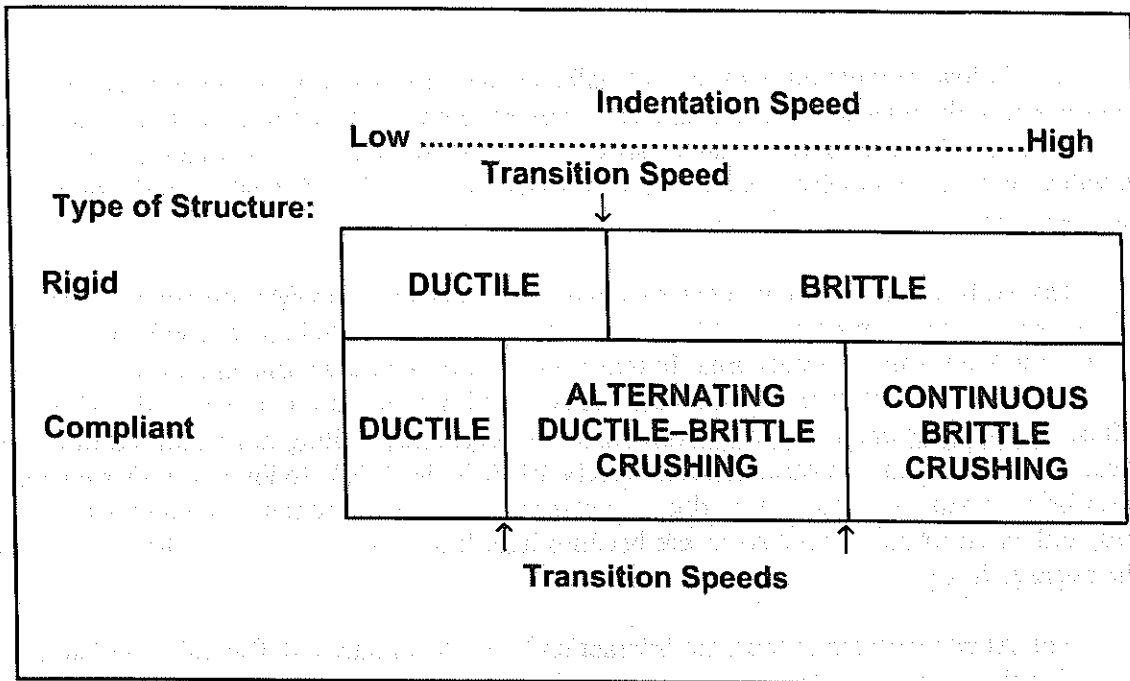 Indentation Speed
Low ............................................................High
Transition Speed
Type of Structure:
↓
Rigid
DUCTILE
BRITTLE
Compliant
DUCTILE
ALTERNATING
DUCTILE–BRITTLE
CRUSHING
CONTINUOUS
BRITTLE
CRUSHING
↑ ↑
Transition Speeds